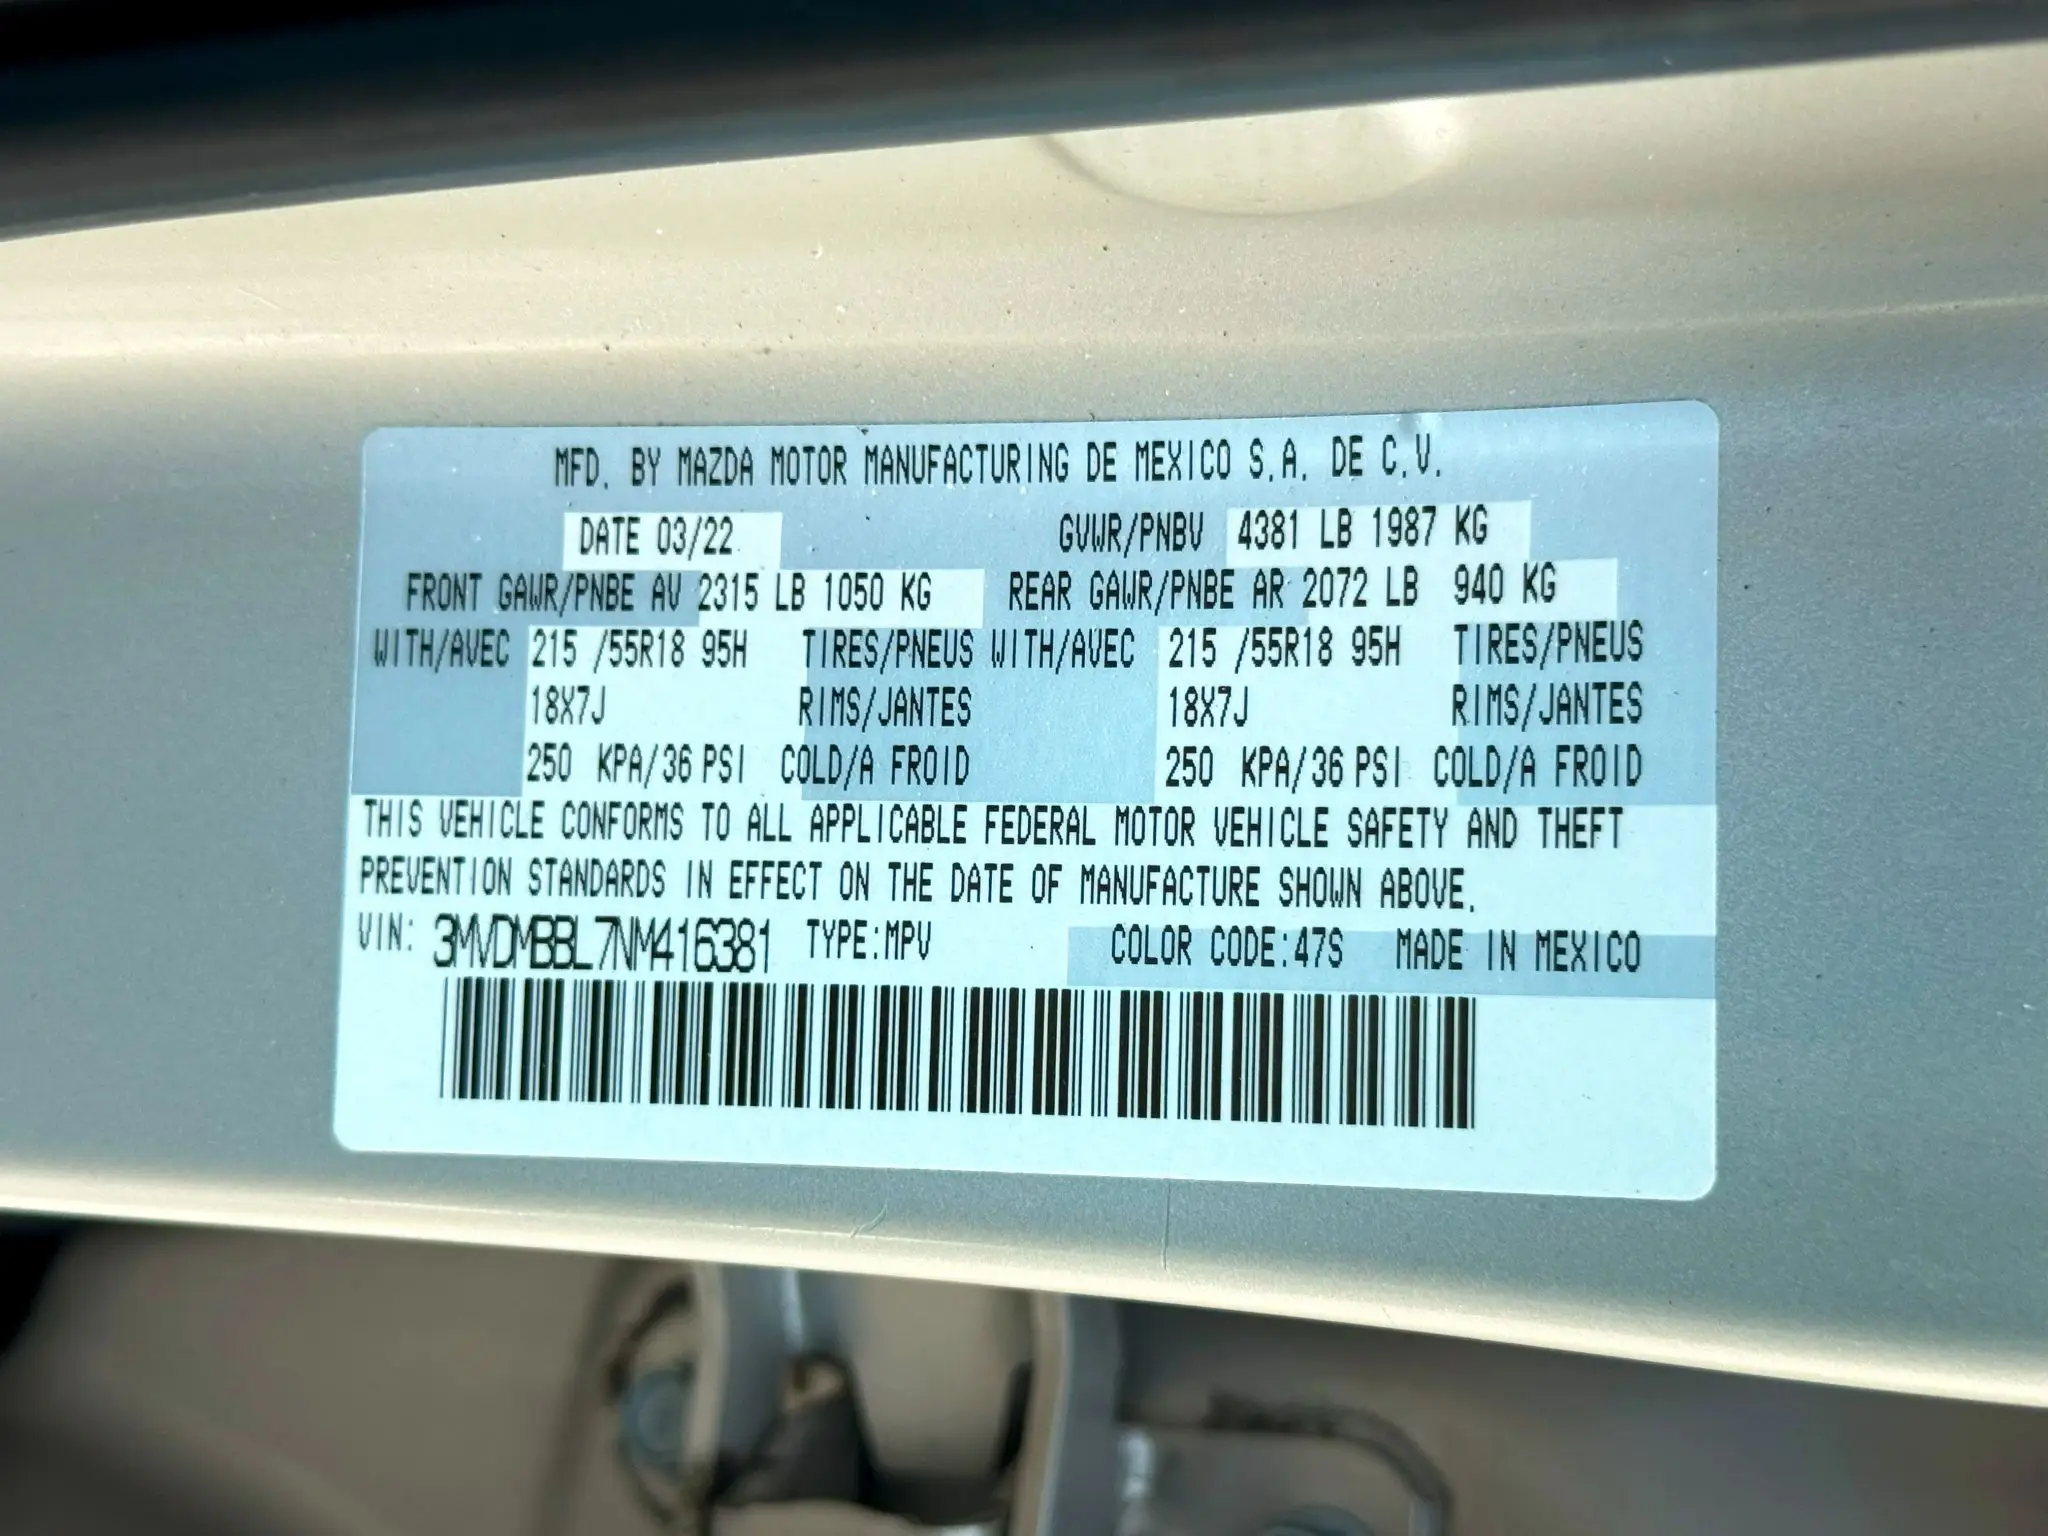 MFD. BY MAZDA MOTOR MANUFACTURING DE MEXICO S.A. DE C.V.
DATE 03/22 GVWR/PNBV 4381 LB 1987 KG
FRONT GAWR/PNBE AV 2315 LB 1050 KG REAR GAWR/PNBE AR 2072 LB 940 KG
WITH/AVEC 215 /55R18 95H TIRES/PNEUS WITH/AVEC 215 /55R18 95H TIRES/PNEUS
18X7J RIMS/JANTES 18X7J RIMS/JANTES
250 KPA/36 PSI COLD/A FROID 250 KPA/36 PSI COLD/A FROID
THIS VEHICLE CONFORMS TO ALL APPLICABLE FEDERAL MOTOR VEHICLE SAFETY AND THEFT
PREVENTION STANDARDS IN EFFECT ON THE DATE OF MANUFACTURE SHOWN ABOVE.
VIN: 3MVDMBBL7NM416381 TYPE:MPV COLOR CODE:47S MADE IN MEXICO